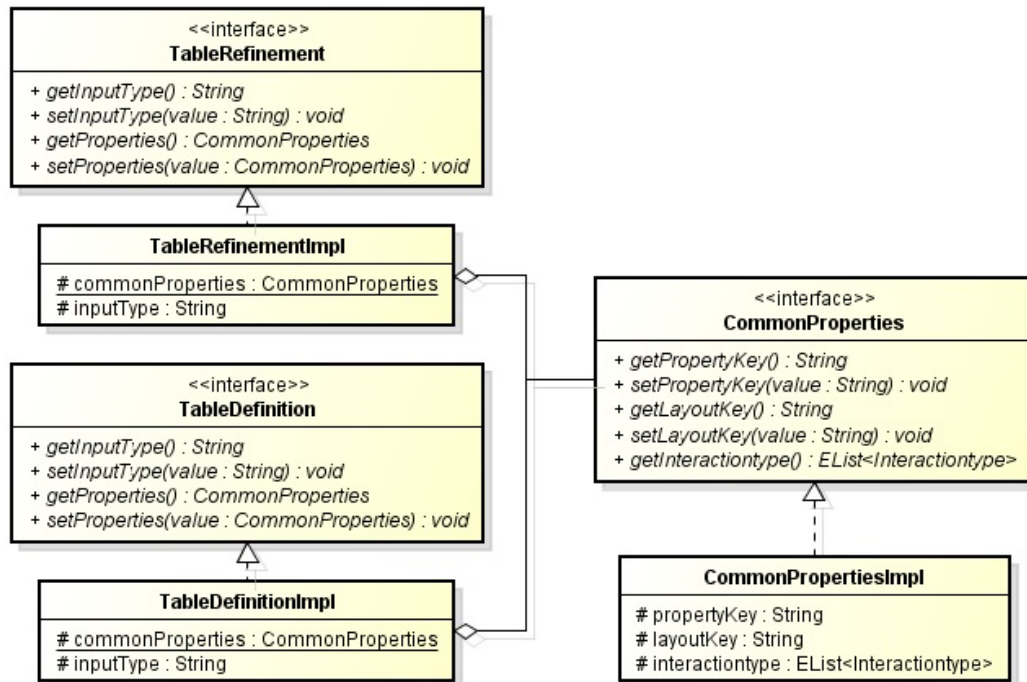 <<interface>>
TableRefinement
+ getInputType() : String
+ setInputType(value : String) : void
+ getProperties() : CommonProperties
+ setProperties(value : CommonProperties) : void
TableRefinementImpl
# commonProperties : CommonProperties
# inputType : String
<<interface>>
TableDefinition
+ getInputType() : String
+ setInputType(value : String) : void
+ getProperties() : CommonProperties
+ setProperties(value : CommonProperties) : void
TableDefinitionImpl
# commonProperties : CommonProperties
# inputType : String
<<interface>>
CommonProperties
+ getPropertyKey() : String
+ setPropertyKey(value : String) : void
+ getLayoutKey() : String
+ setLayoutKey(value : String) : void
+ getInteractiontype() : EList<Interactiontype>
CommonPropertiesImpl
# propertyKey : String
# layoutKey : String
# interactiontype : EList<Interactiontype>